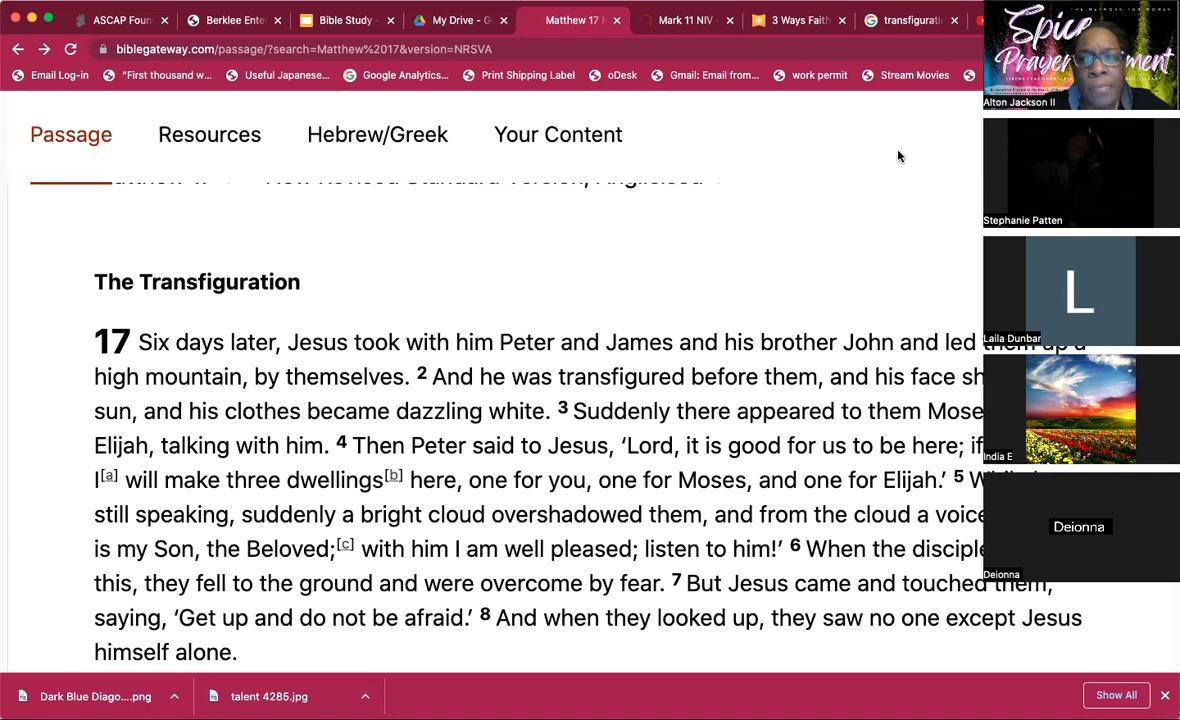 ASCAP Foun
Berklee Ente
Bible Study -
My Drive - G
Matthew 17 N
Mark 11 NIV -
3 Ways Faith
transfigurati
biblegateway.com/passage/?search=Matthew%2017&version=NRSVA
Email Log-in
"First thousand w...
Useful Japanese...
Google Analytics...
Print Shipping Label
oDesk
Gmail: Email from...
work permit
Stream Movies
Spice
Prayer
Alton Jackson II
Passage Resources Hebrew/Greek Your Content
Stephanie Patten
L
Laila Dunbar
India E
Deionna
Deionna
The Transfiguration
17 Six days later, Jesus took with him Peter and James and his brother John and led them up a
high mountain, by themselves. 2 And he was transfigured before them, and his face sh
sun, and his clothes became dazzling white. 3 Suddenly there appeared to them Mose
Elijah, talking with him. 4 Then Peter said to Jesus, ‘Lord, it is good for us to be here; if
I[a] will make three dwellings[b] here, one for you, one for Moses, and one for Elijah.’ 5 W
still speaking, suddenly a bright cloud overshadowed them, and from the cloud a voice
is my Son, the Beloved;[c] with him I am well pleased; listen to him!’ 6 When the disciple
this, they fell to the ground and were overcome by fear. 7 But Jesus came and touched them,
saying, ‘Get up and do not be afraid.’ 8 And when they looked up, they saw no one except Jesus
himself alone.
Dark Blue Diago....png
talent 4285.jpg
Show All